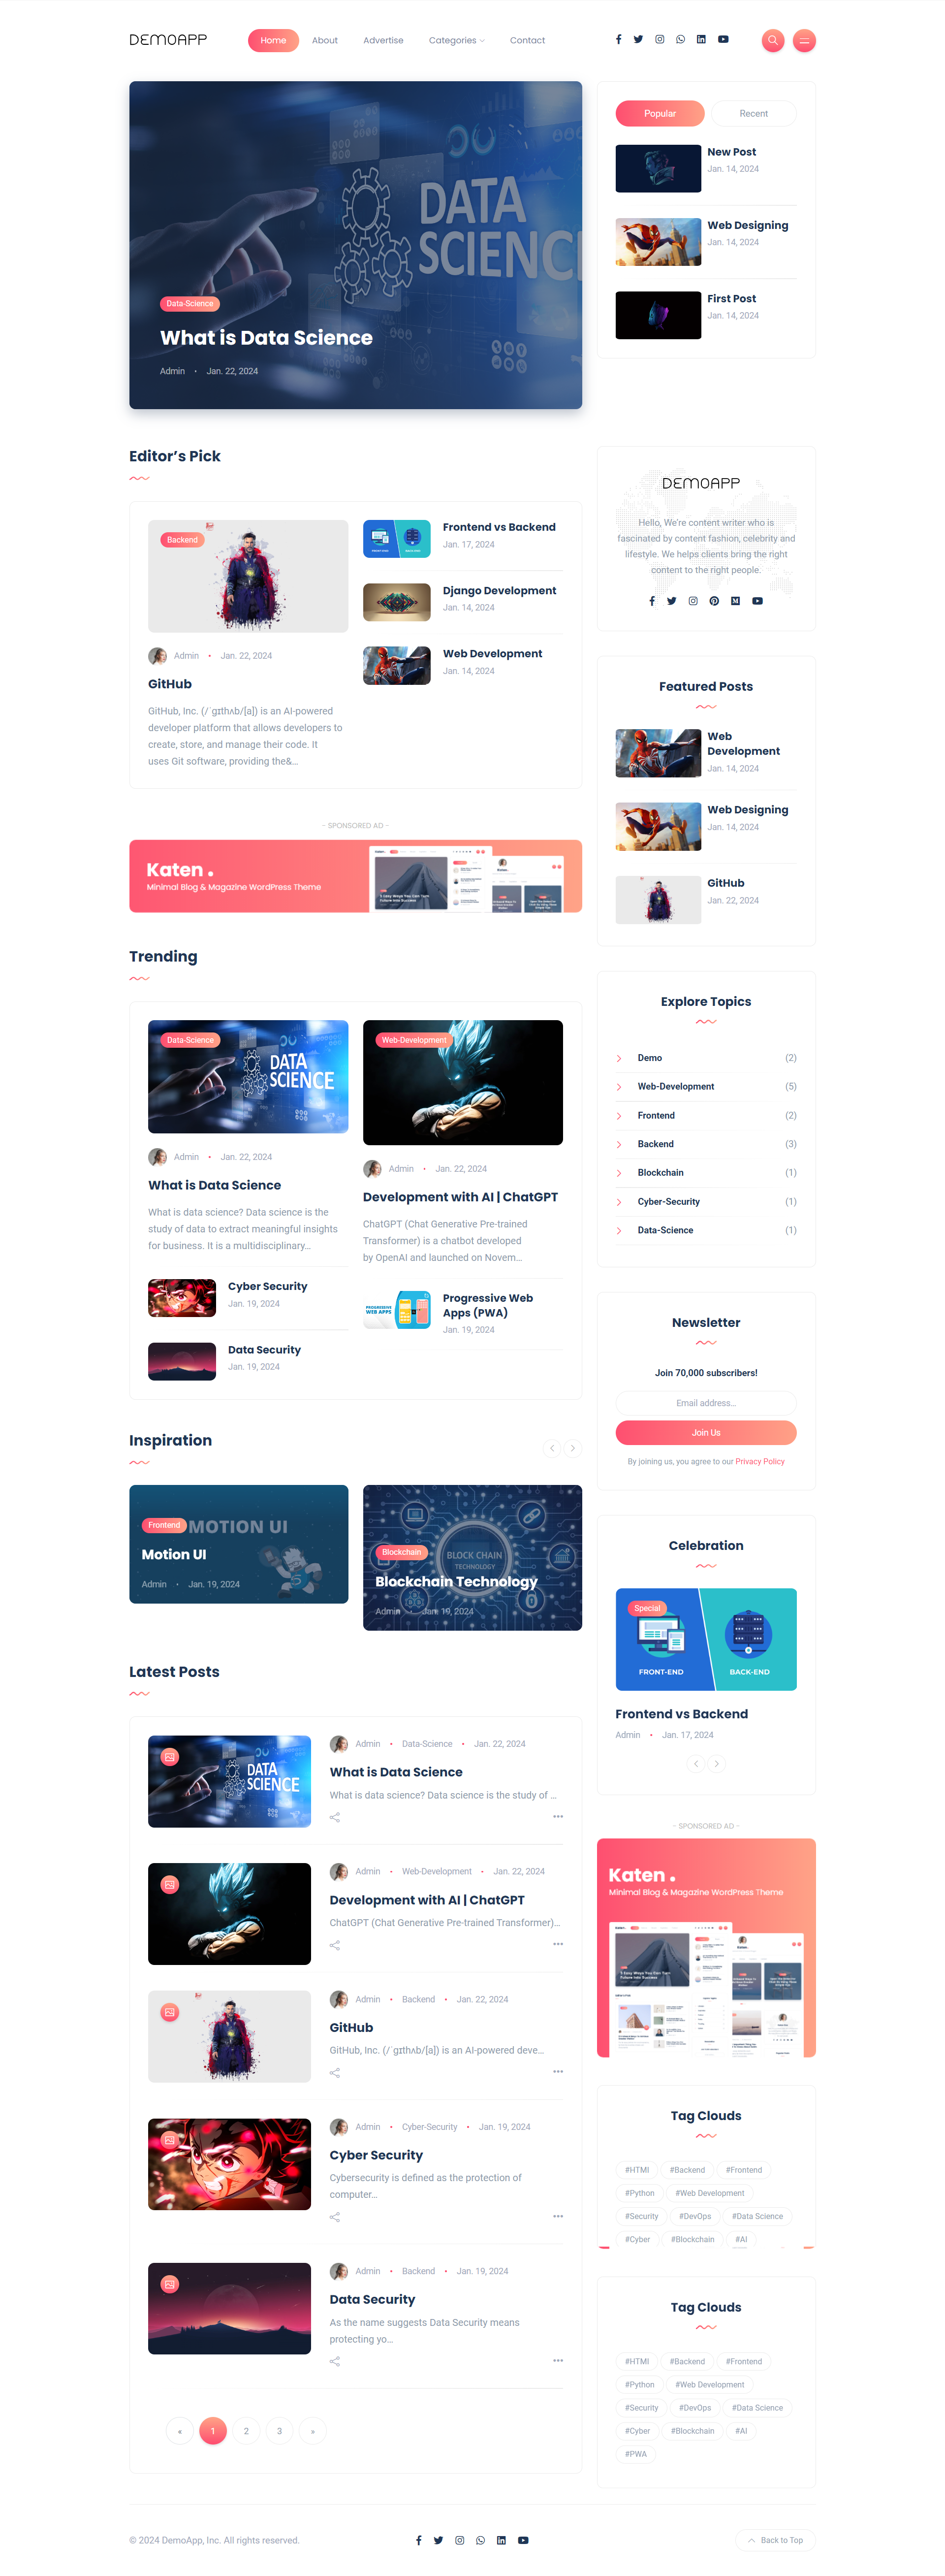 DEMOAPP
Home
About
Advertise
Categories
Contact
DATA
SCIENCE
Data-Science
What is Data Science
Admin • Jan. 22, 2024
Popular
Recent
New Post
Jan. 14, 2024
Web Designing
Jan. 14, 2024
First Post
Jan. 14, 2024
Editor’s Pick
Backend
Admin • Jan. 22, 2024
GitHub
GitHub, Inc. (/ˈɡɪthʌb/[a]) is an AI-powered
developer platform that allows developers to
create, store, and manage their code. It
uses Git software, providing the&…
Frontend vs Backend
Jan. 17, 2024
Django Development
Jan. 14, 2024
Web Development
Jan. 14, 2024
DEMOAPP
Hello, We're content writer who is
fascinated by content fashion, celebrity and
lifestyle. We helps clients bring the right
content to the right people.
Featured Posts
Web
Development
Jan. 14, 2024
Web Designing
Jan. 14, 2024
GitHub
Jan. 22, 2024
- SPONSORED AD -
Katen .
Minimal Blog & Magazine WordPress Theme
Trending
Data-Science
DATA
SCIENCE
Admin • Jan. 22, 2024
What is Data Science
What is data science? Data science is the
study of data to extract meaningful insights
for business. It is a multidisciplinary…
Cyber Security
Jan. 19, 2024
Data Security
Jan. 19, 2024
Web-Development
Admin • Jan. 22, 2024
Development with AI | ChatGPT
ChatGPT (Chat Generative Pre-trained
Transformer) is a chatbot developed
by OpenAI and launched on Novem…
PROGRESSIVE
WEB APPS
Progressive Web
Apps (PWA)
Jan. 19, 2024
Explore Topics
Demo (2)
Web-Development (5)
Frontend (2)
Backend (3)
Blockchain (1)
Cyber-Security (1)
Data-Science (1)
Newsletter
Join 70,000 subscribers!
Email address…
Join Us
By joining us, you agree to our Privacy Policy
Inspiration
Frontend
MOTION UI
Motion UI
Admin • Jan. 19, 2024
BLOCK CHAIN
TECHNOLOGY
Blockchain
Blockchain Technology
Admin • Jan. 19, 2024
Celebration
Special
FRONT-END
BACK-END
Frontend vs Backend
Admin • Jan. 17, 2024
Latest Posts
DATA
SCIENCE
Admin • Data-Science • Jan. 22, 2024
What is Data Science
What is data science? Data science is the study of …
Admin • Web-Development • Jan. 22, 2024
Development with AI | ChatGPT
ChatGPT (Chat Generative Pre-trained Transformer)…
Admin • Backend • Jan. 22, 2024
GitHub
GitHub, Inc. (/ˈɡɪthʌb/[a]) is an AI-powered deve…
Admin • Cyber-Security • Jan. 19, 2024
Cyber Security
Cybersecurity is defined as the protection of
computer…
Admin • Backend • Jan. 19, 2024
Data Security
As the name suggests Data Security means
protecting yo…
« 1 2 3 »
- SPONSORED AD -
Katen .
Minimal Blog & Magazine WordPress Theme
Tag Clouds
#HTMl #Backend #Frontend
#Python #Web Development
#Security #DevOps #Data Science
#Cyber #Blockchain #AI
Tag Clouds
#HTMl #Backend #Frontend
#Python #Web Development
#Security #DevOps #Data Science
#Cyber #Blockchain #AI
#PWA
© 2024 DemoApp, Inc. All rights reserved.
Back to Top